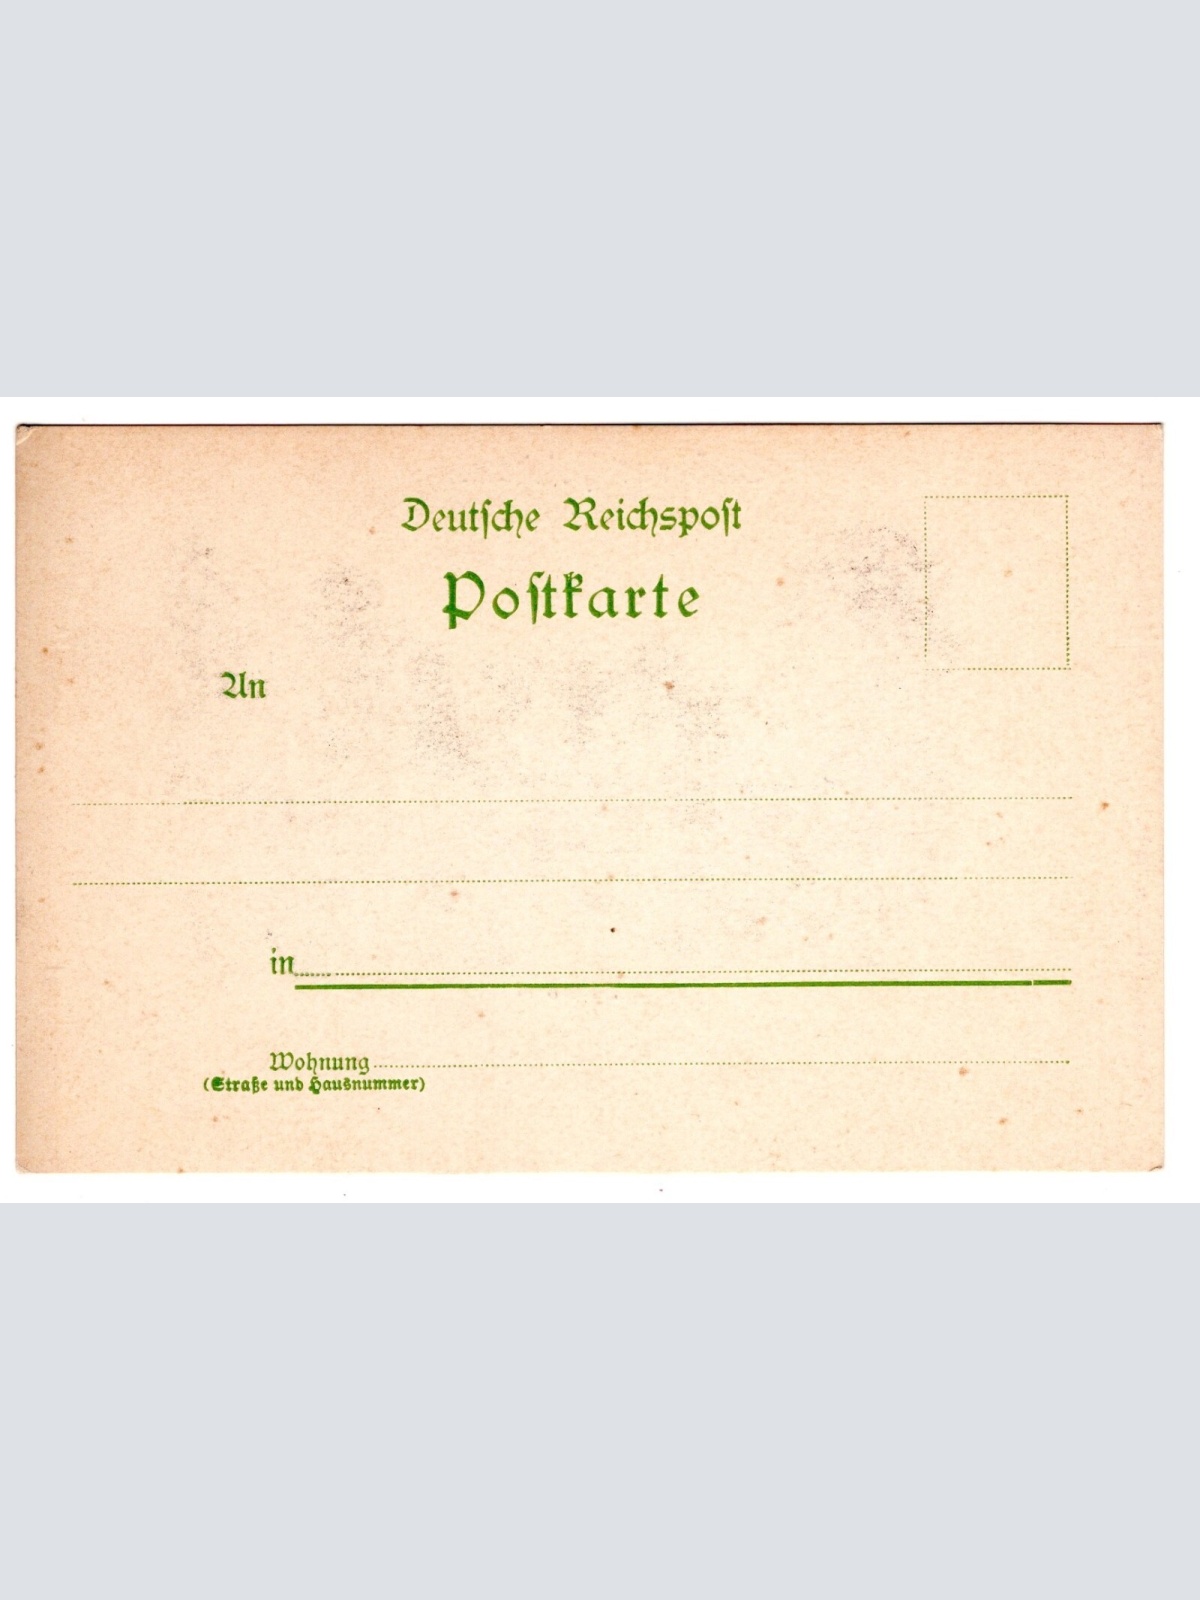 Deutſche Reichspoſt
Poſtkarte
An
in
Wohnung
(Straße und Hausnummer)